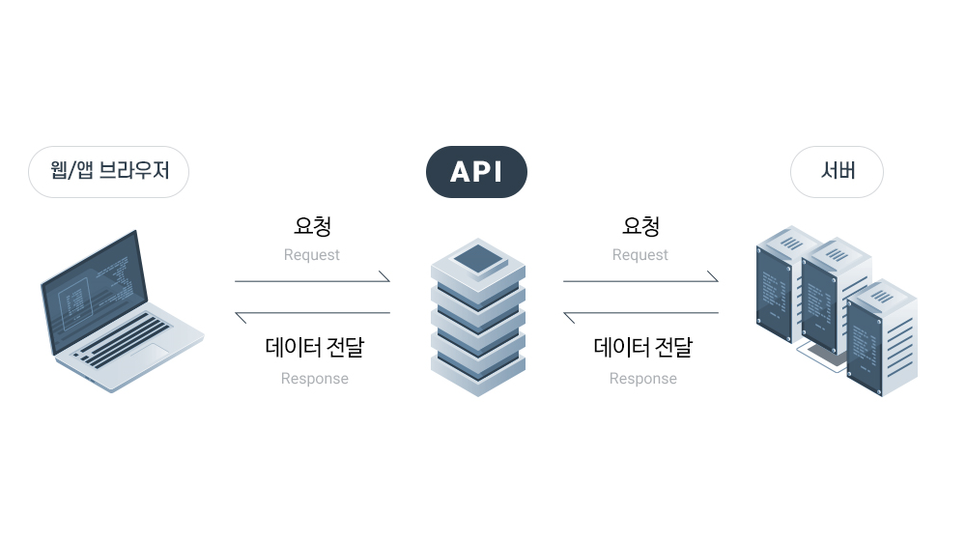 웹/앱 브라우저
API
서버
요청
Request
데이터 전달
Response
요청
Request
데이터 전달
Response